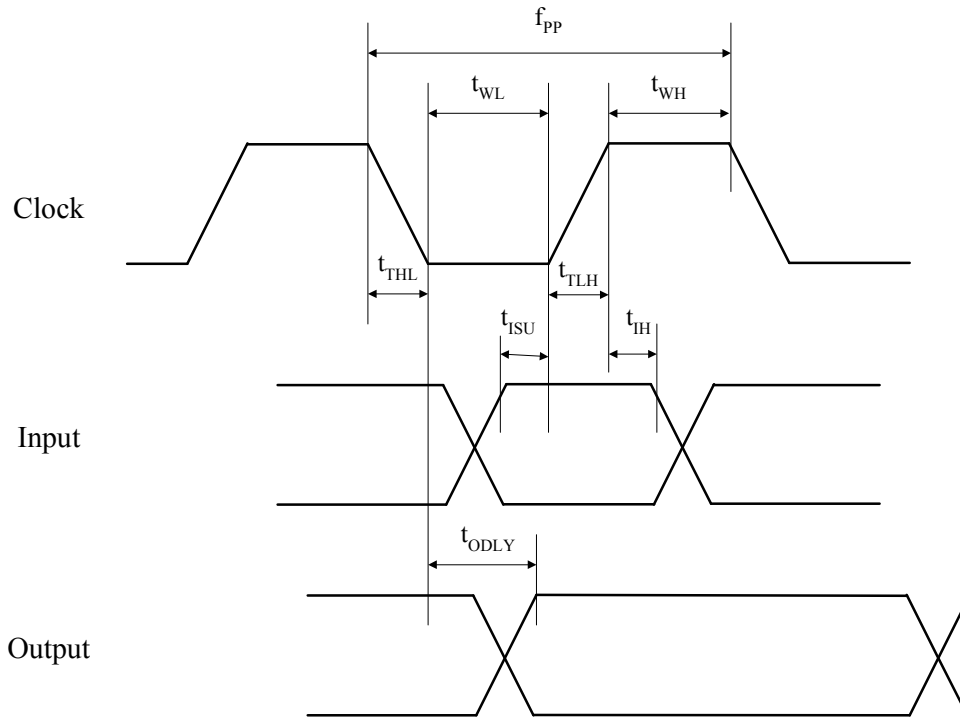 f_PP
t_WL t_WH
Clock
t_THL t_TLH
t_ISU t_IH
Input
t_ODLY
Output